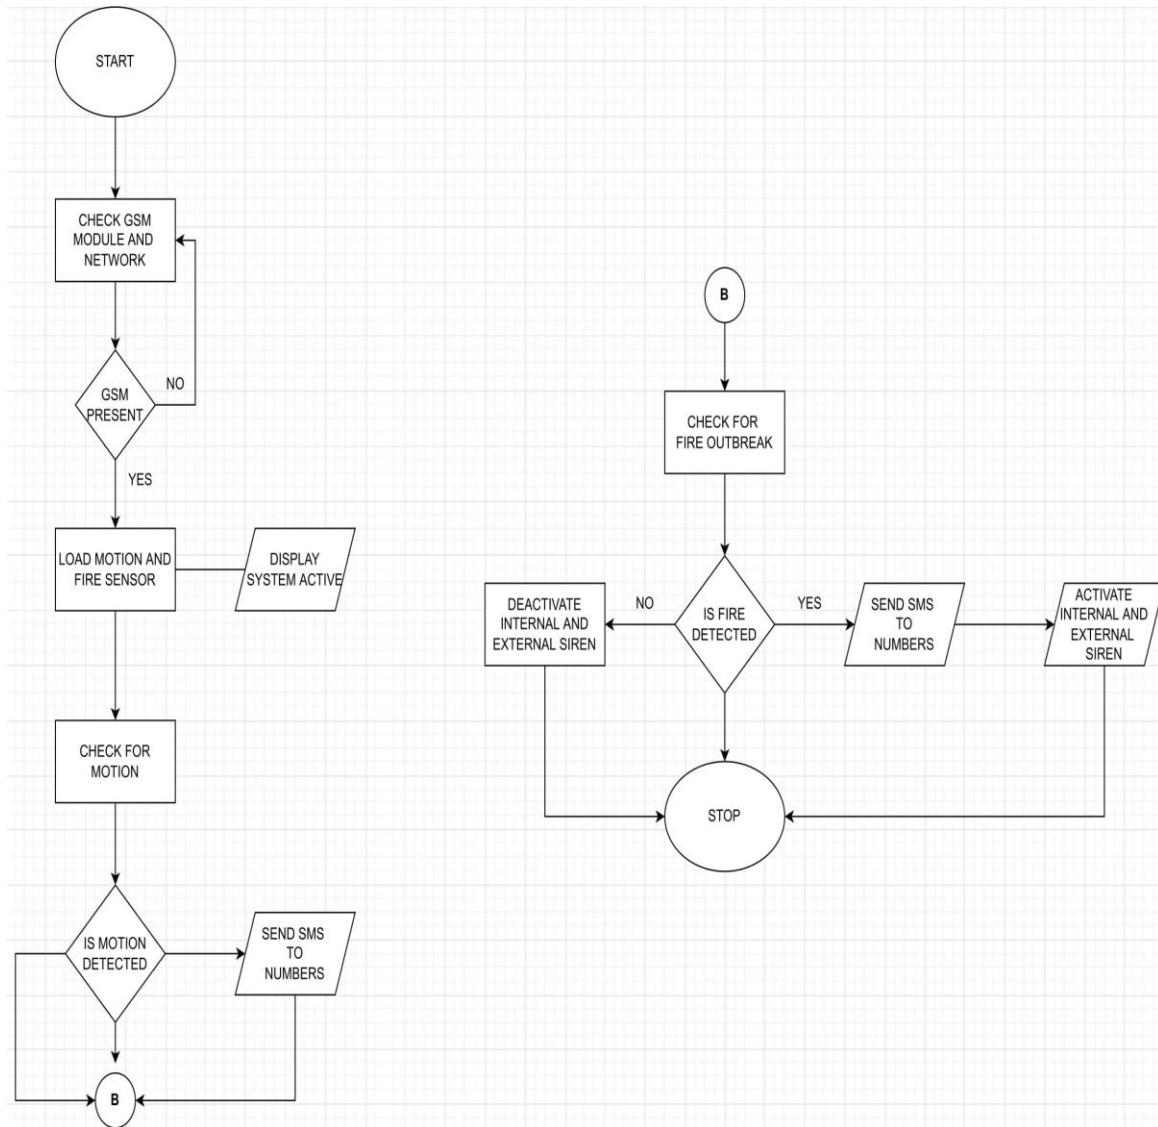 START
CHECK GSM
MODULE AND
NETWORK
GSM
PRESENT
NO
YES
LOAD MOTION AND
FIRE SENSOR
DISPLAY
SYSTEM ACTIVE
CHECK FOR
MOTION
IS MOTION
DETECTED
SEND SMS
TO
NUMBERS
B
B
CHECK FOR
FIRE OUTBREAK
IS FIRE
DETECTED
NO
DEACTIVATE
INTERNAL AND
EXTERNAL SIREN
YES
SEND SMS
TO
NUMBERS
ACTIVATE
INTERNAL AND
EXTERNAL
SIREN
STOP